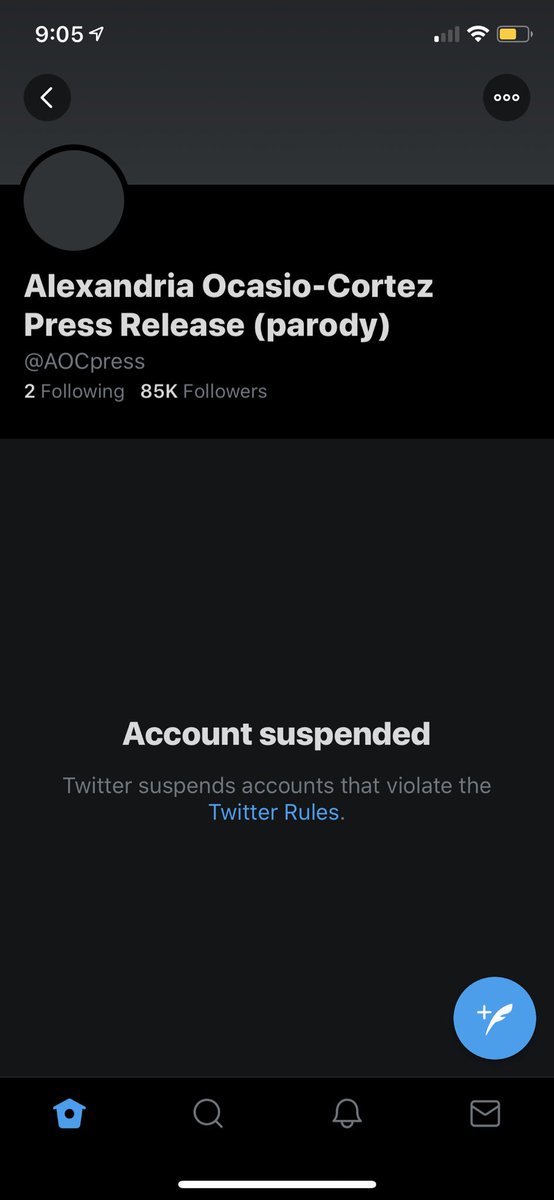 9:05
Alexandria Ocasio-Cortez
Press Release (parody)
@AOCpress
2 Following 85K Followers
Account suspended
Twitter suspends accounts that violate the
Twitter Rules.